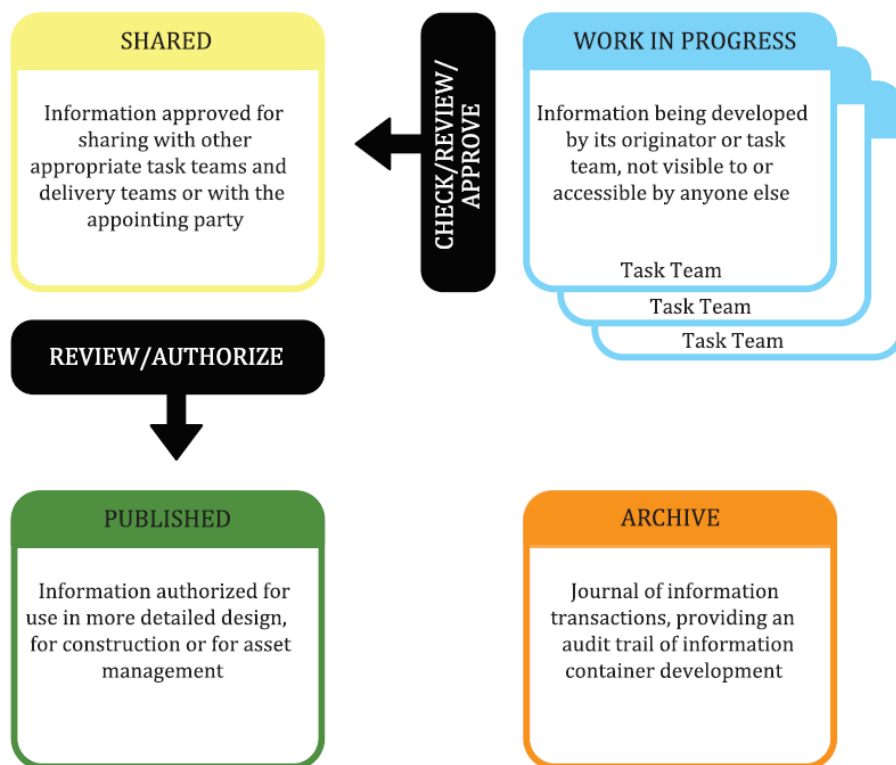 SHARED
Information approved for
sharing with other
appropriate task teams and
delivery teams or with the
appointing party
CHECK/REVIEW/
APPROVE
WORK IN PROGRESS
Information being developed
by its originator or task
team, not visible to or
accessible by anyone else
Task Team
Task Team
Task Team
REVIEW/AUTHORIZE
PUBLISHED
Information authorized for
use in more detailed design,
for construction or for asset
management
ARCHIVE
Journal of information
transactions, providing an
audit trail of information
container development